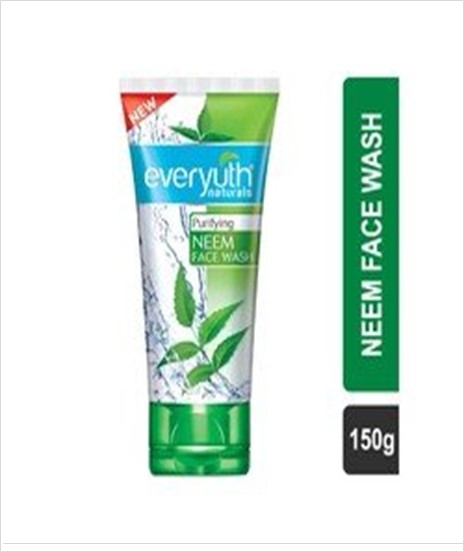 NEW
everyuth
naturals
Purifying
NEEM
FACE WASH
NEEM FACE WASH
150g